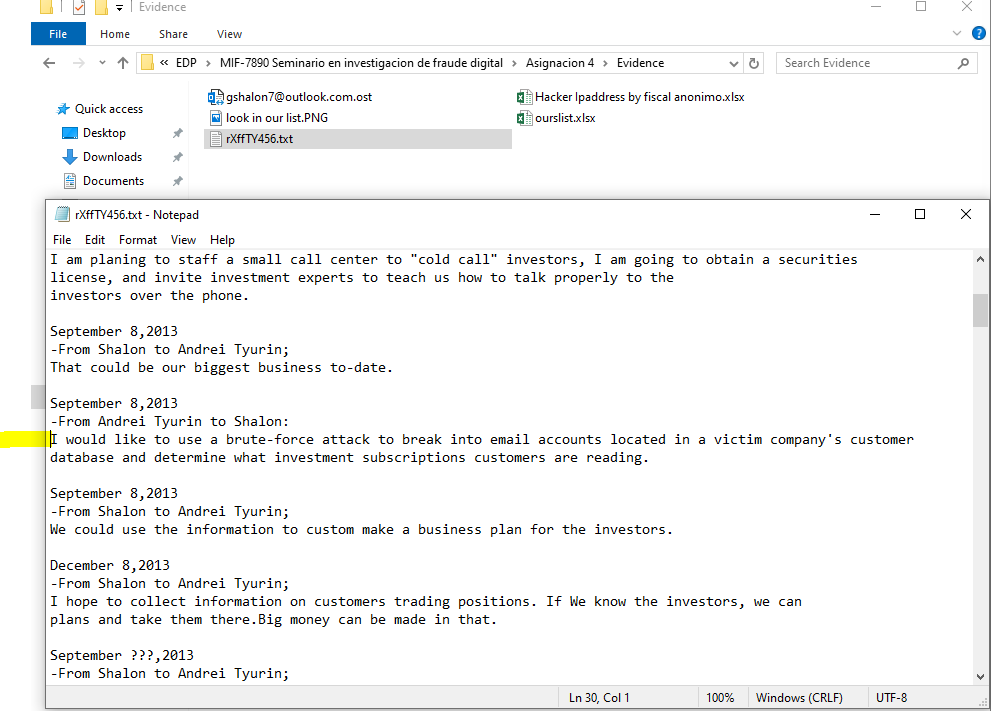 Evidence
File Home Share View
« EDP > MIF-7890 Seminario en investigacion de fraude digital > Asignacion 4 > Evidence
Search Evidence
Quick access
Desktop
Downloads
Documents
gshalon7@outlook.com.ost
look in our list.PNG
rXffTY456.txt
Hacker Ipaddress by fiscal anonimo.xlsx
ourslist.xlsx
rXffTY456.txt - Notepad
File Edit Format View Help
I am planing to staff a small call center to "cold call" investors, I am going to obtain a securities
license, and invite investment experts to teach us how to talk properly to the
investors over the phone.
September 8,2013
-From Shalon to Andrei Tyurin;
That could be our biggest business to-date.
September 8,2013
-From Andrei Tyurin to Shalon:
I would like to use a brute-force attack to break into email accounts located in a victim company's customer
database and determine what investment subscriptions customers are reading.
September 8,2013
-From Shalon to Andrei Tyurin;
We could use the information to custom make a business plan for the investors.
December 8,2013
-From Shalon to Andrei Tyurin;
I hope to collect information on customers trading positions. If We know the investors, we can
plans and take them there.Big money can be made in that.
September ???,2013
-From Shalon to Andrei Tyurin;
Ln 30, Col 1 100% Windows (CRLF) UTF-8